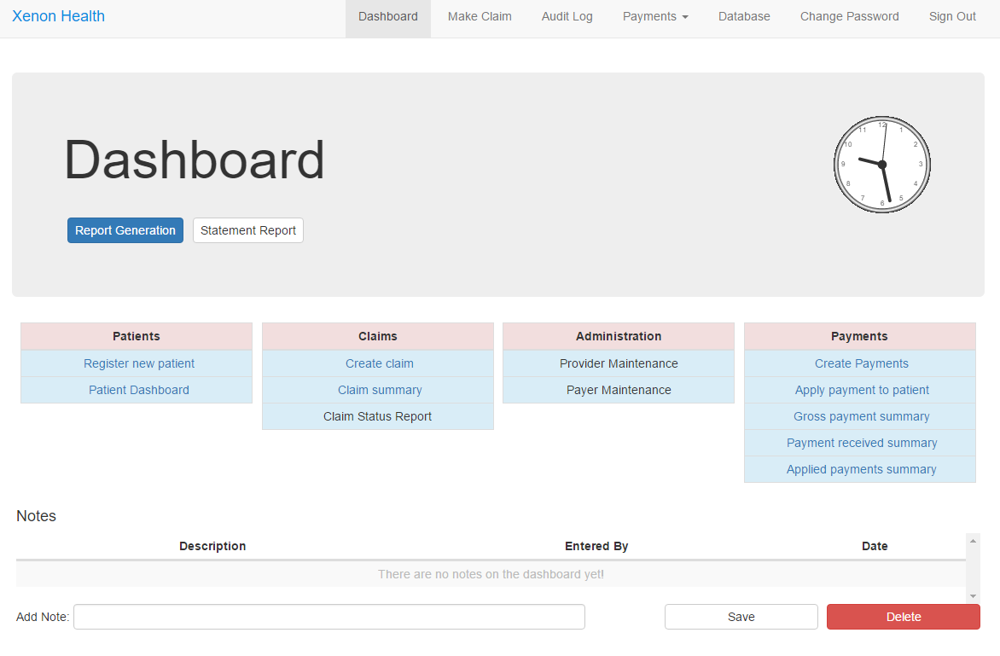 Xenon Health Dashboard Make Claim Audit Log Payments Database Change Password Sign Out
Dashboard
12
11 1
10 2
9 3
8 4
7 5
6
Report Generation Statement Report
Patients Claims Administration Payments
Register new patient Create claim Provider Maintenance Create Payments
Patient Dashboard Claim summary Payer Maintenance Apply payment to patient
Claim Status Report Gross payment summary
Payment received summary
Applied payments summary
Notes
Description Entered By Date
There are no notes on the dashboard yet!
Add Note: Save Delete